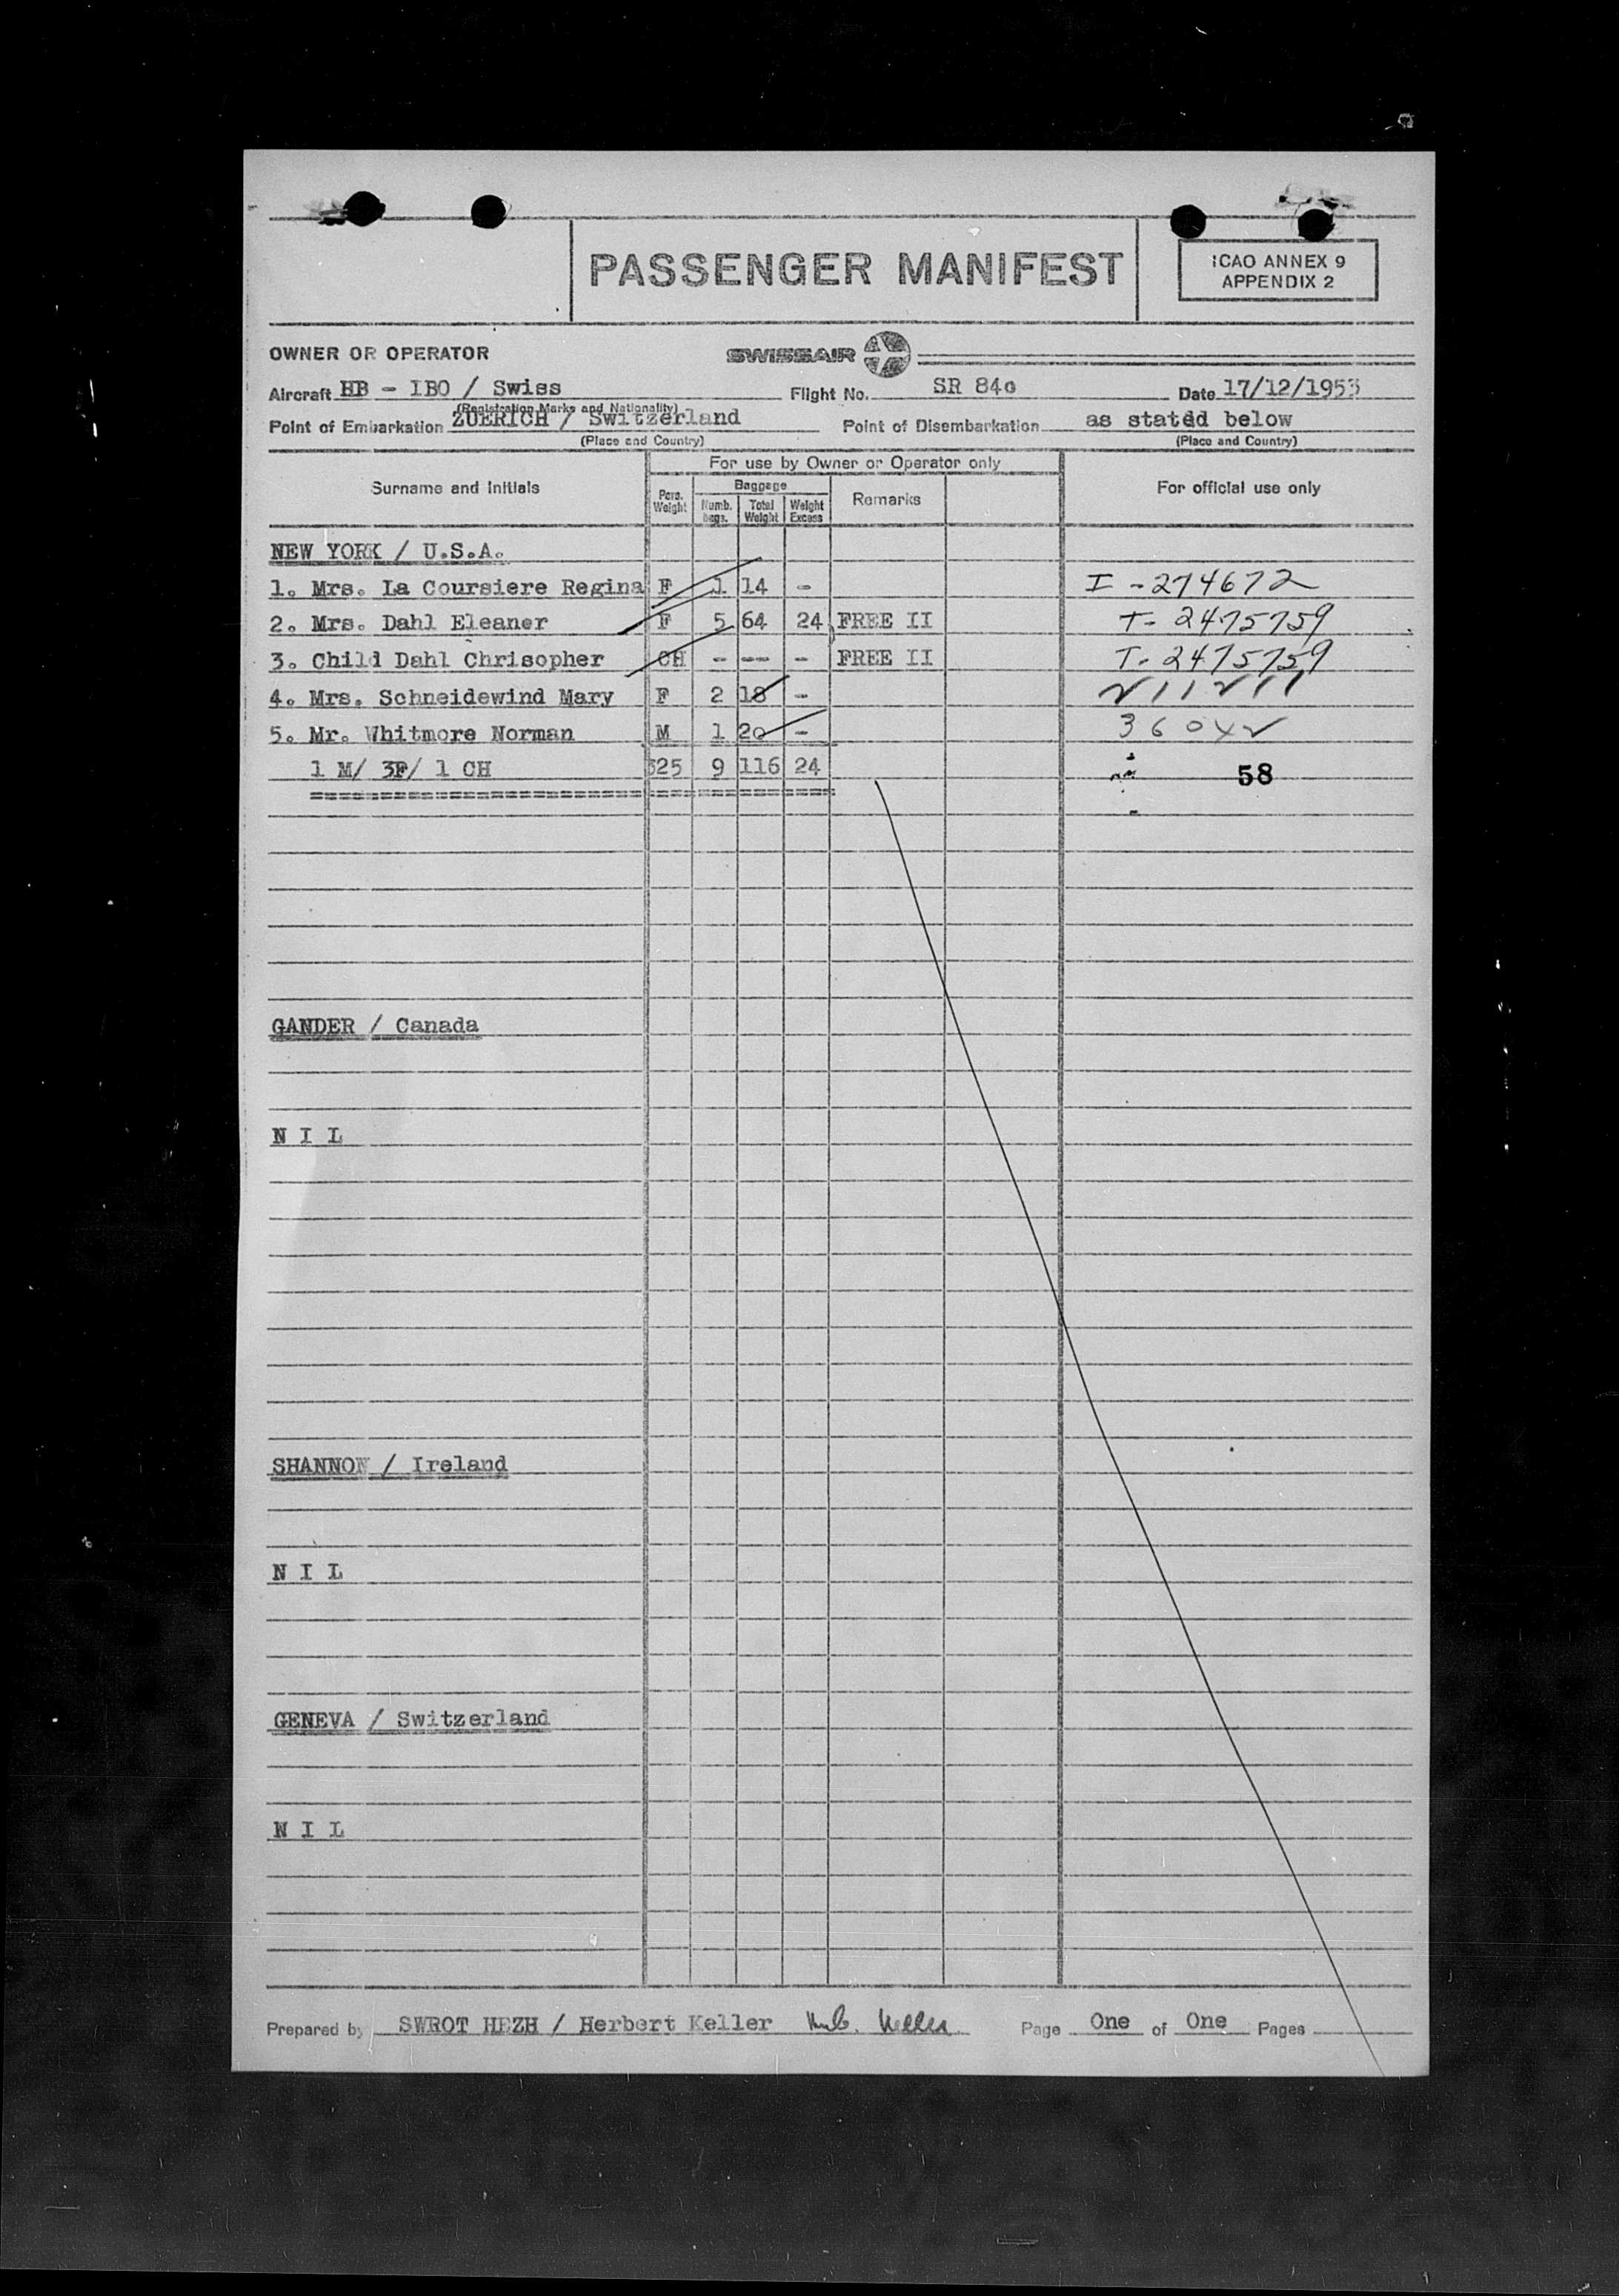 PASSENGER MANIFEST
ICAO ANNEX 9
APPENDIX 2
OWNER OR OPERATOR SWISSAIR
Aircraft HB - IBO / Swiss Flight No. SR 840 Date 17/12/1953
(Registration Marks and Nationality)
Point of Embarkation ZUERICH / Switzerland Point of Disembarkation as stated below
(Place and Country) (Place and Country)
For use by Owner or Operator only
Surname and Initials Pers. Weight Baggage Numb. bags. Total Weight Weight Excess Remarks For official use only
NEW YORK / U.S.A.
1. Mrs. La Coursiere Regina F 1 14 - I - 274672
2. Mrs. Dahl Eleaner F 5 64 24 FREE II T- 2475759
3. Child Dahl Chrisopher CH - -- - FREE II T- 2475759
4. Mrs. Schneidewind Mary F 2 18 -
5. Mr. Whitmore Norman M 1 20 -
1 M/ 3F/ 1 CH 325 9 116 24 58
GANDER / Canada
N I L
SHANNON / Ireland
N I L
GENEVA / Switzerland
N I L
Prepared by SWROT HEZH / Herbert Keller Page One of One Pages